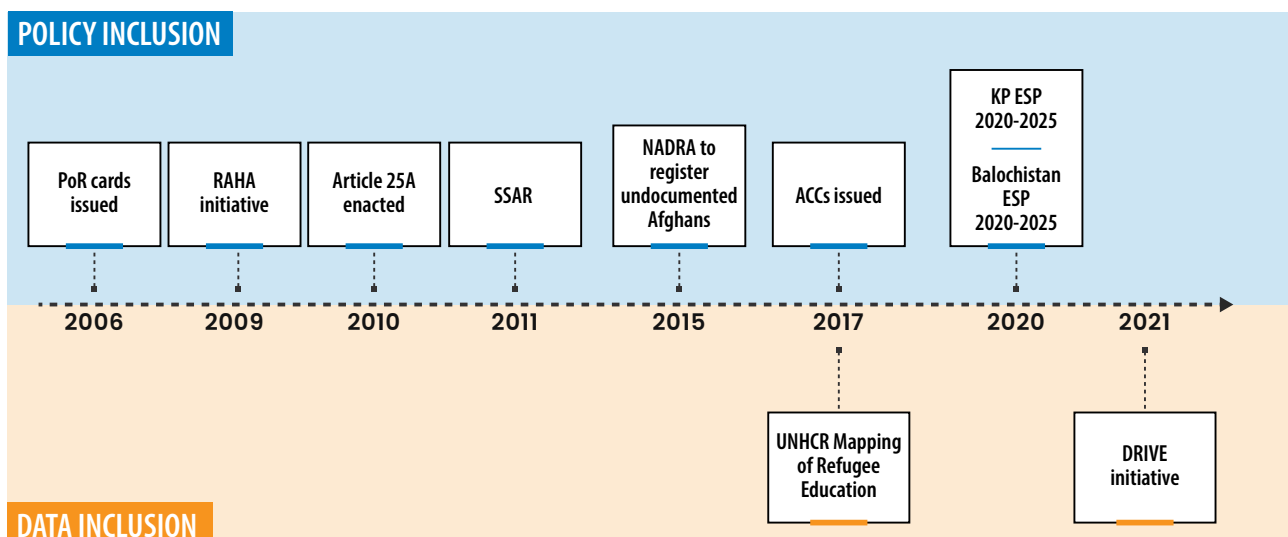 POLICY INCLUSION
PoR cards
issued
RAHA
initiative
Article 25A
enacted
SSAR
NADRA to
register
undocumented
Afghans
ACCs issued
KP ESP
2020-2025
Balochistan
ESP
2020-2025
2006
2009
2010
2011
2015
2017
2020
2021
UNHCR Mapping
of Refugee
Education
DRIVE
initiative
DATA INCLUSION